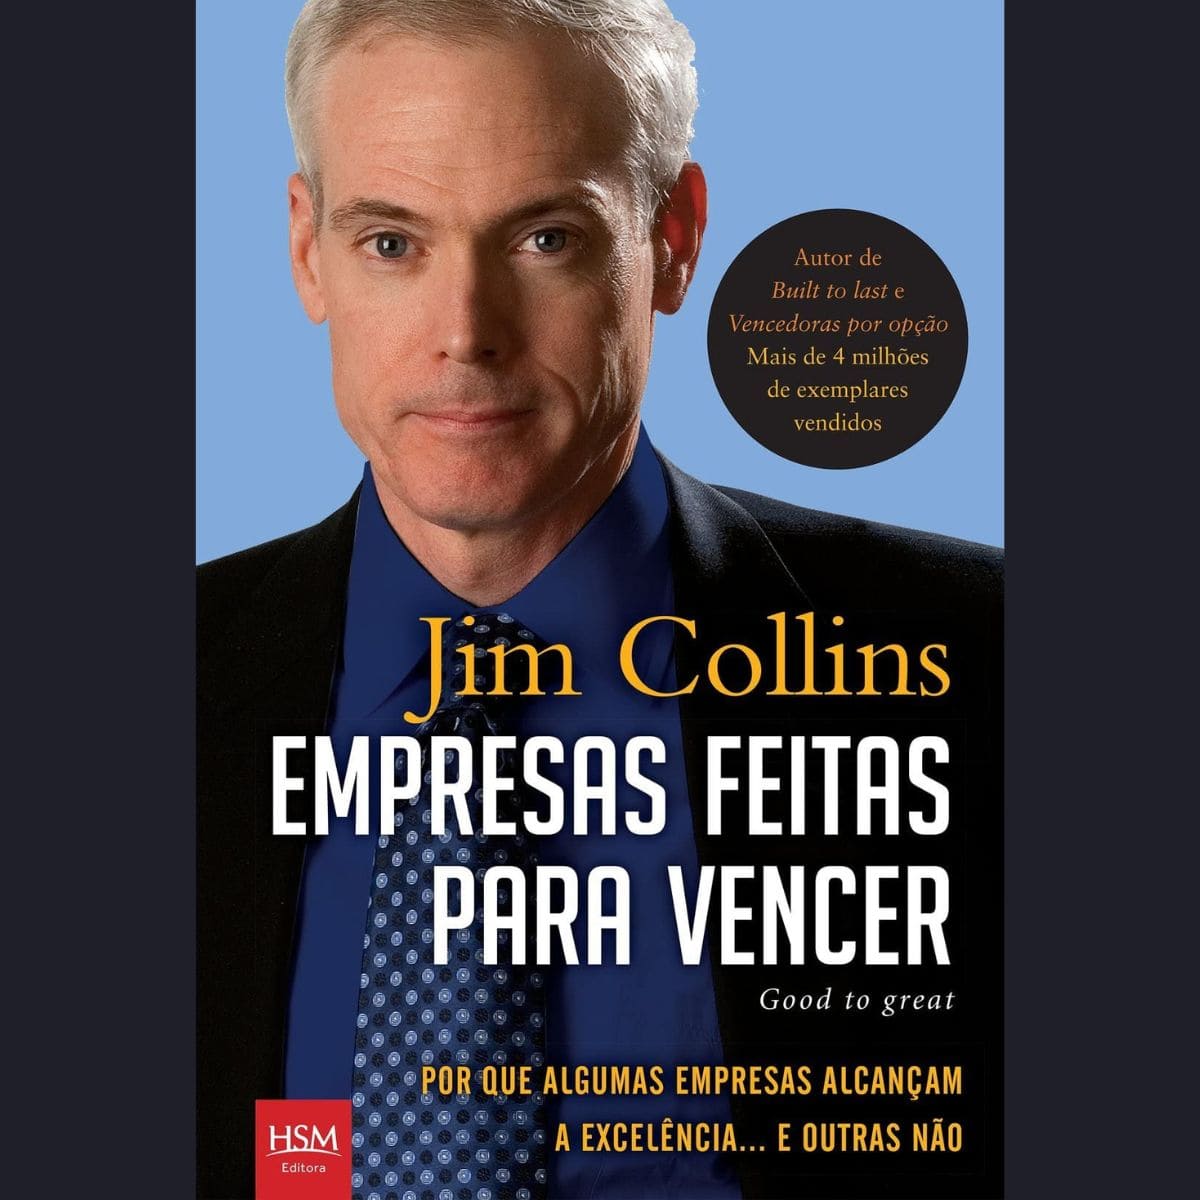 Autor de
Built to last e
Vencedoras por opção
Mais de 4 milhões
de exemplares
vendidos
Jim Collins
EMPRESAS FEITAS
PARA VENCER
Good to great
POR QUE ALGUMAS EMPRESAS ALCANÇAM
A EXCELÊNCIA... E OUTRAS NÃO
HSM
Editora